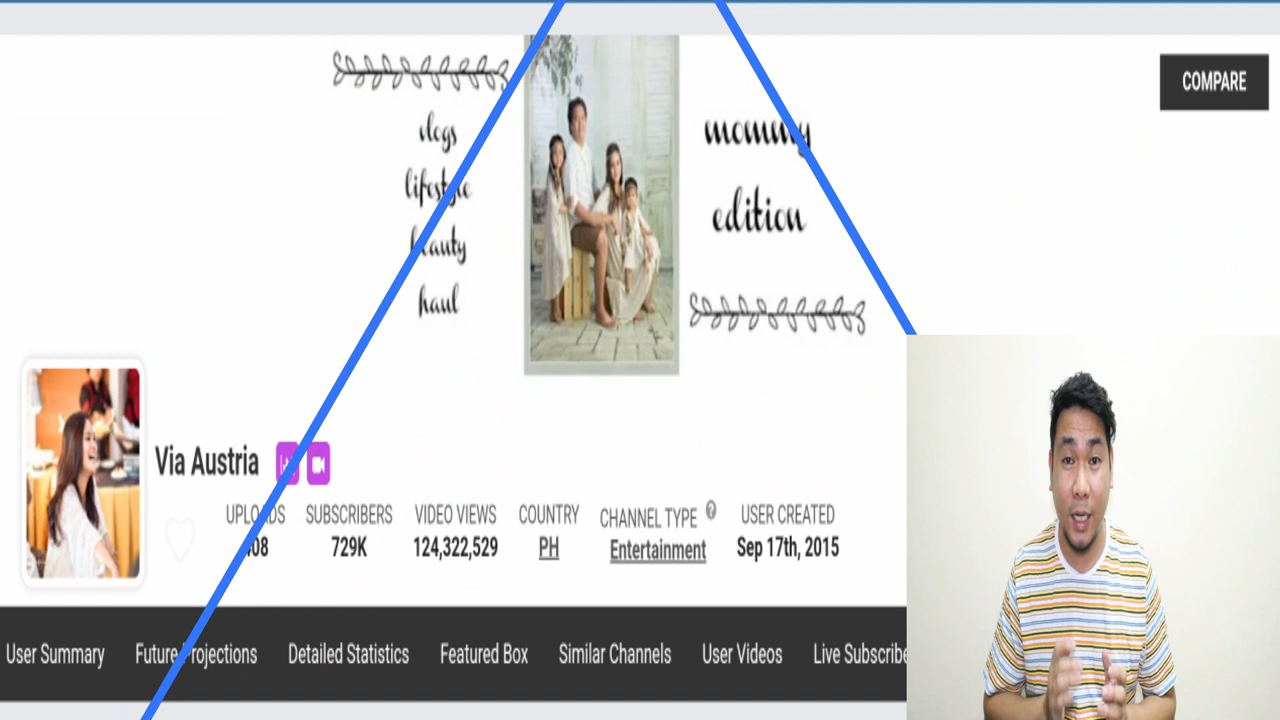 COMPARE
vlogs
lifestyle
beauty
haul
mommy
edition
Via Austria
UPLOADS SUBSCRIBERS VIDEO VIEWS COUNTRY CHANNEL TYPE ? USER CREATED
729K 124,322,529 PH Entertainment Sep 17th, 2015
User Summary Future Projections Detailed Statistics Featured Box Similar Channels User Videos Live Subscribe